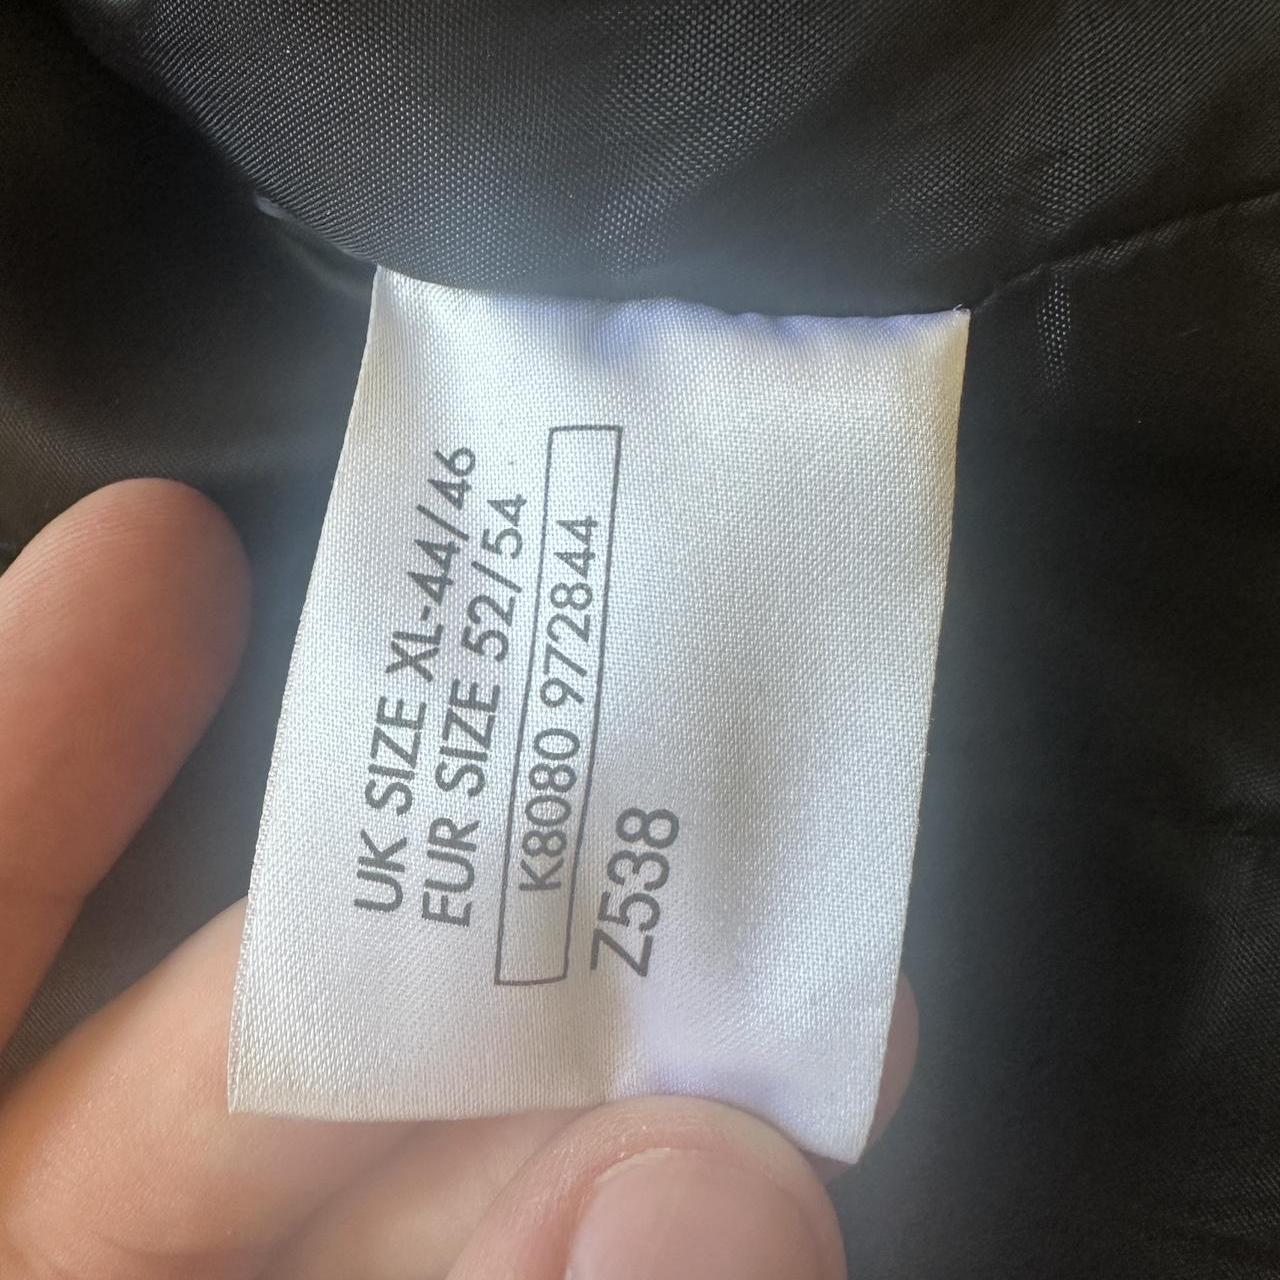 UK SIZE XL-44/46
EUR SIZE 52/54
K8080 972844
Z538